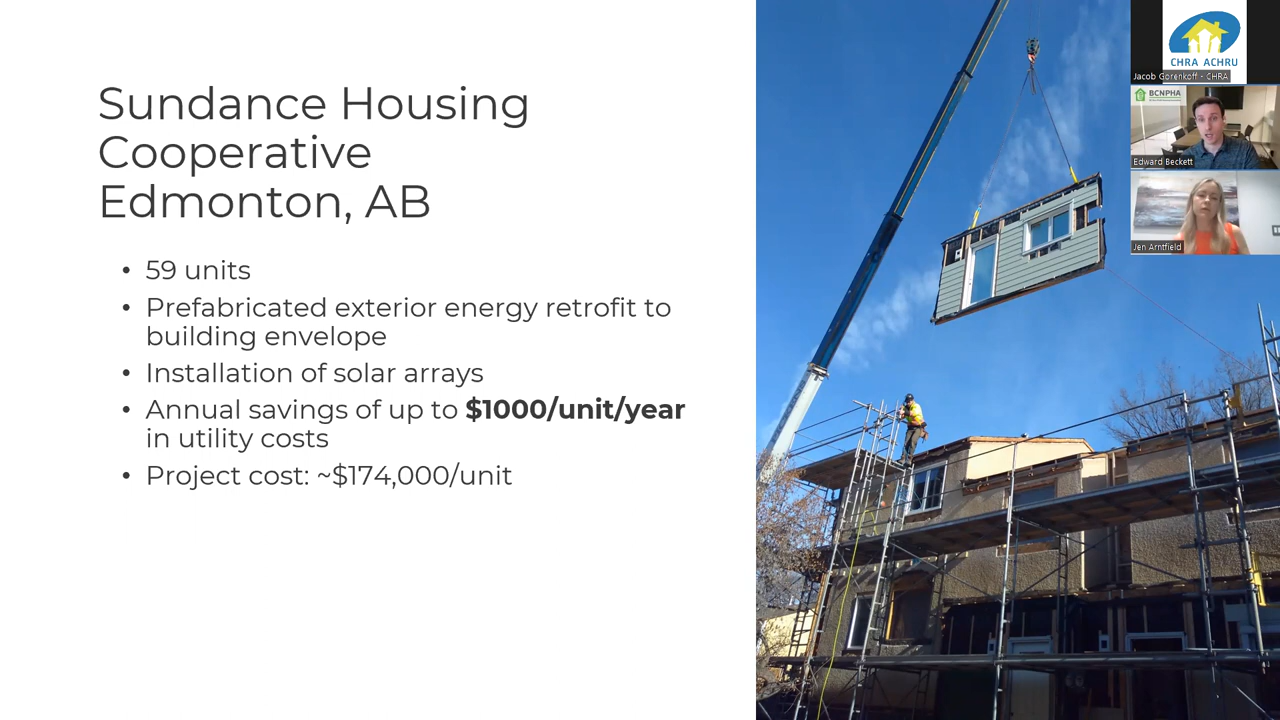 Sundance Housing
Cooperative
Edmonton, AB
• 59 units
• Prefabricated exterior energy retrofit to
building envelope
• Installation of solar arrays
• Annual savings of up to $1000/unit/year
in utility costs
• Project cost: ~$174,000/unit
CHRA ACHRU
Jacob Gorenkoff - CHRA
BCNPHA
Edward Beckett
Jen Arntfield